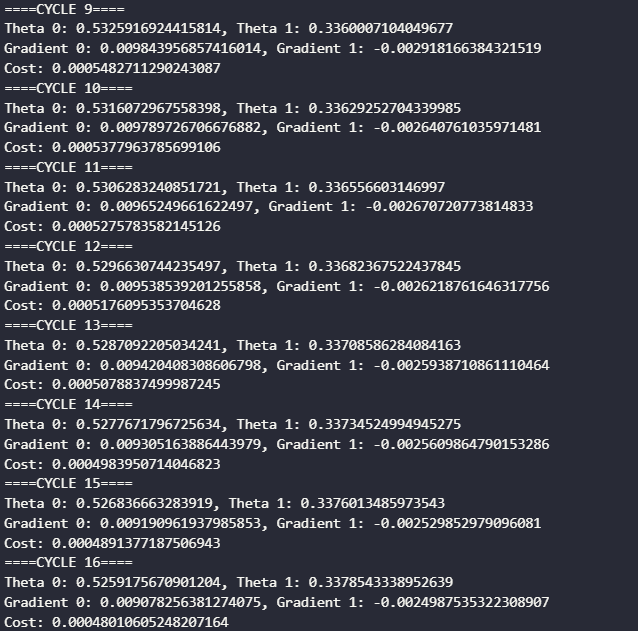 ====CYCLE 9====
Theta 0: 0.5325916924415814, Theta 1: 0.3360007104049677
Gradient 0: 0.009843956857416014, Gradient 1: -0.002918166384321519
Cost: 0.0005482711290243087
====CYCLE 10====
Theta 0: 0.5316072967558398, Theta 1: 0.33629252704339985
Gradient 0: 0.009789726706676882, Gradient 1: -0.002640761035971481
Cost: 0.0005377963785699106
====CYCLE 11====
Theta 0: 0.5306283240851721, Theta 1: 0.336556603146997
Gradient 0: 0.00965249661622497, Gradient 1: -0.002670720773814833
Cost: 0.0005275783582145126
====CYCLE 12====
Theta 0: 0.5296630744235497, Theta 1: 0.33682367522437845
Gradient 0: 0.009538539201255858, Gradient 1: -0.0026218761646317756
Cost: 0.0005176095353704628
====CYCLE 13====
Theta 0: 0.5287092205034241, Theta 1: 0.33708586284084163
Gradient 0: 0.009420408308606798, Gradient 1: -0.0025938710861110464
Cost: 0.0005078837499987245
====CYCLE 14====
Theta 0: 0.5277671796725634, Theta 1: 0.33734524994945275
Gradient 0: 0.009305163886443979, Gradient 1: -0.0025609864790153286
Cost: 0.0004983950714046823
====CYCLE 15====
Theta 0: 0.526836663283919, Theta 1: 0.3376013485973543
Gradient 0: 0.009190961937985853, Gradient 1: -0.002529852979096081
Cost: 0.0004891377187506943
====CYCLE 16====
Theta 0: 0.5259175670901204, Theta 1: 0.3378543338952639
Gradient 0: 0.009078256381274075, Gradient 1: -0.0024987535322308907
Cost: 0.00048010605248207164